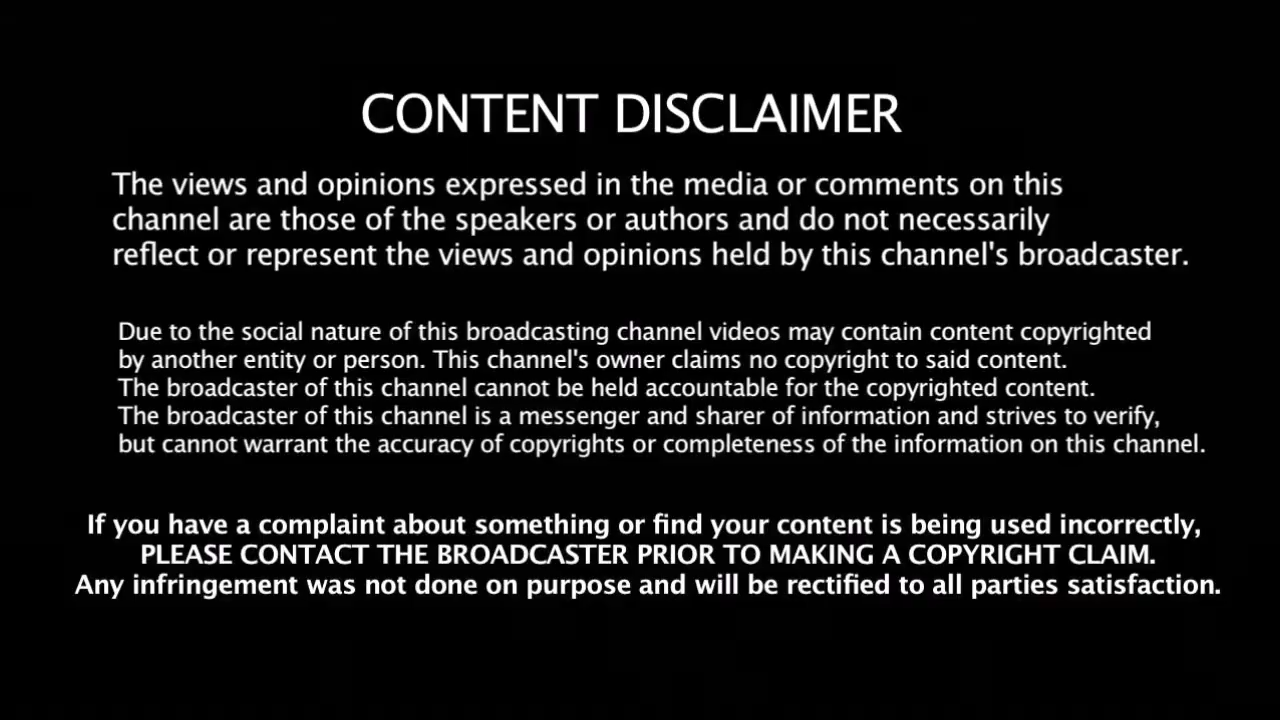 CONTENT DISCLAIMER
The views and opinions expressed in the media or comments on this
channel are those of the speakers or authors and do not necessarily
reflect or represent the views and opinions held by this channel's broadcaster.
Due to the social nature of this broadcasting channel videos may contain content copyrighted
by another entity or person. This channel's owner claims no copyright to said content.
The broadcaster of this channel cannot be held accountable for the copyrighted content.
The broadcaster of this channel is a messenger and sharer of information and strives to verify,
but cannot warrant the accuracy of copyrights or completeness of the information on this channel.
If you have a complaint about something or find your content is being used incorrectly,
PLEASE CONTACT THE BROADCASTER PRIOR TO MAKING A COPYRIGHT CLAIM.
Any infringement was not done on purpose and will be rectified to all parties satisfaction.